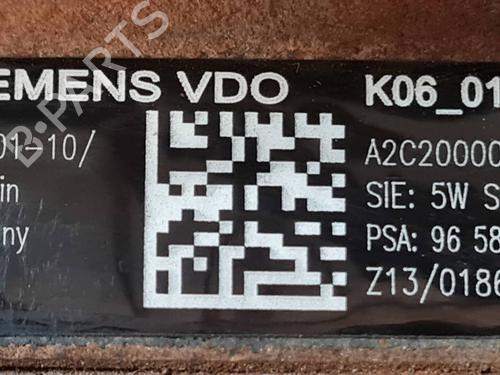 EMENS VDO K06_01
01-10/ A2C20000
in SIE: 5W S
ny PSA: 96 58
Z13/0186
B-PARTS